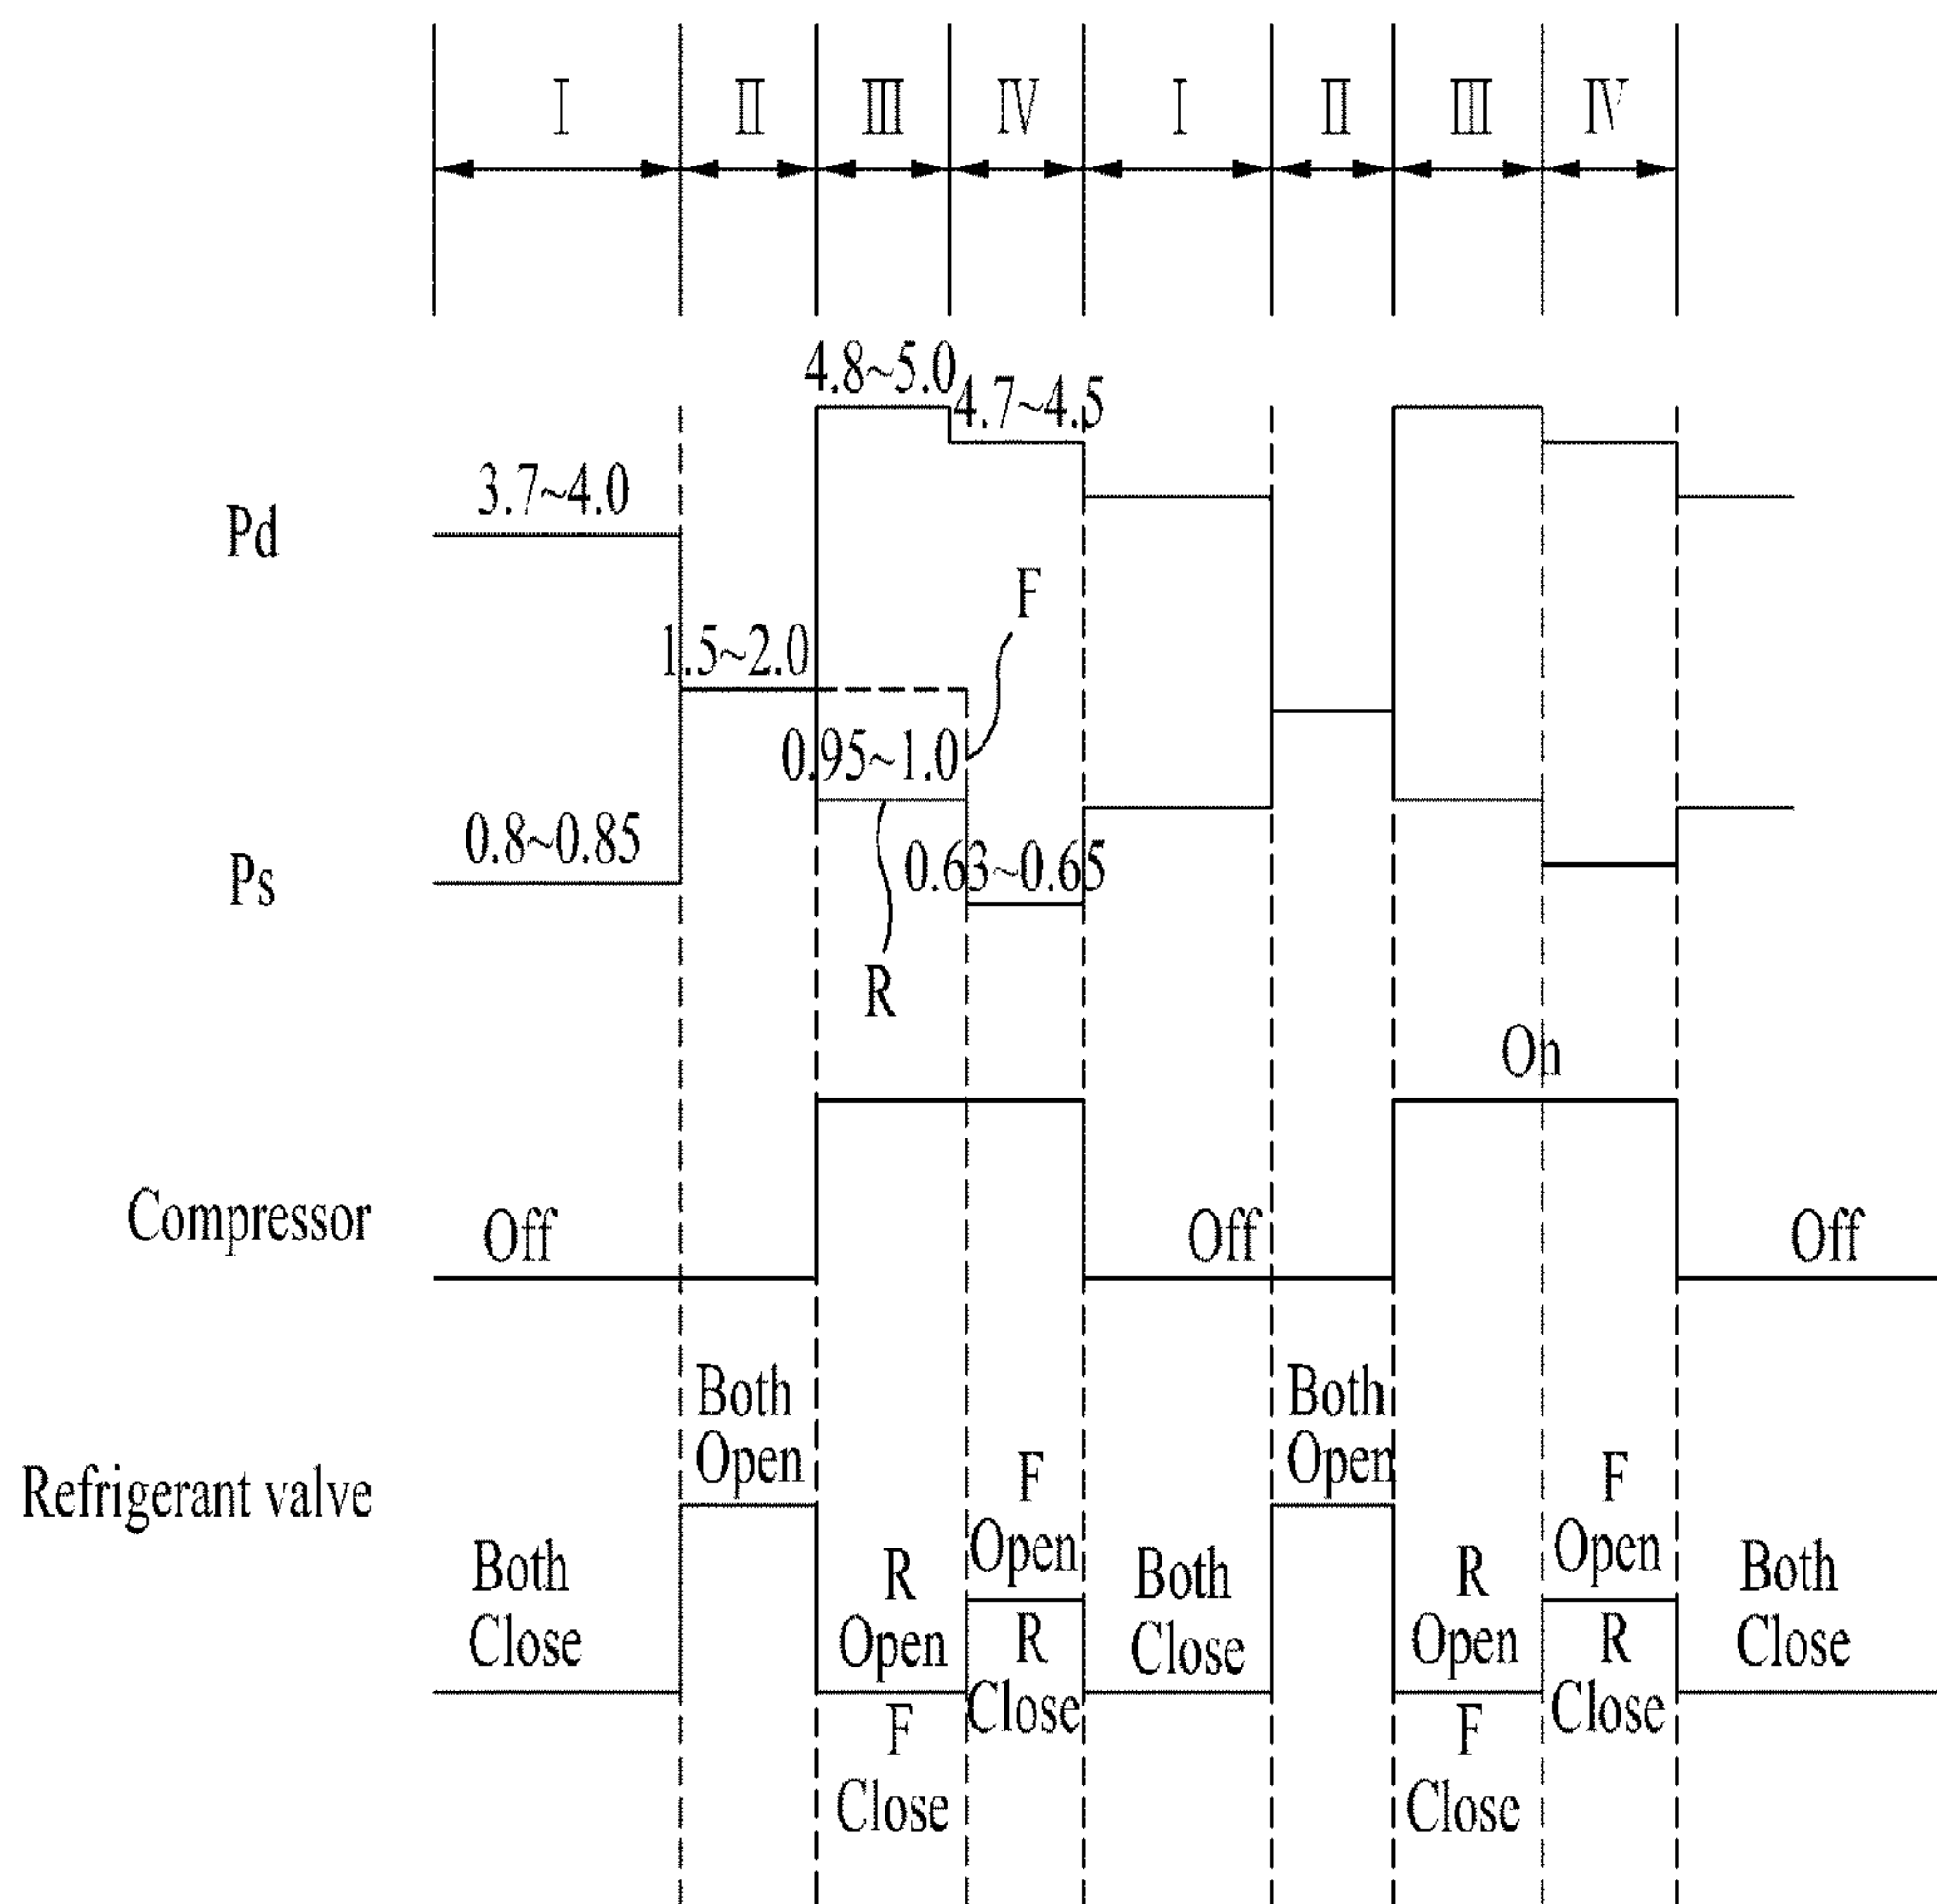 I II III IV I II III IV
4.8~5.0
4.7~4.5
3.7~4.0
Pd
F
1.5~2.0
0.95~1.0
0.8~0.85
0.63~0.65
Ps
R
On
Compressor
Off
Off
Off
Both
Open
Both
Open
Refrigerant valve
F
Open
F
Open
Both
Close
R
Open
R
Close
Both
Close
R
Open
R
Close
Both
Close
F
Close
F
Close